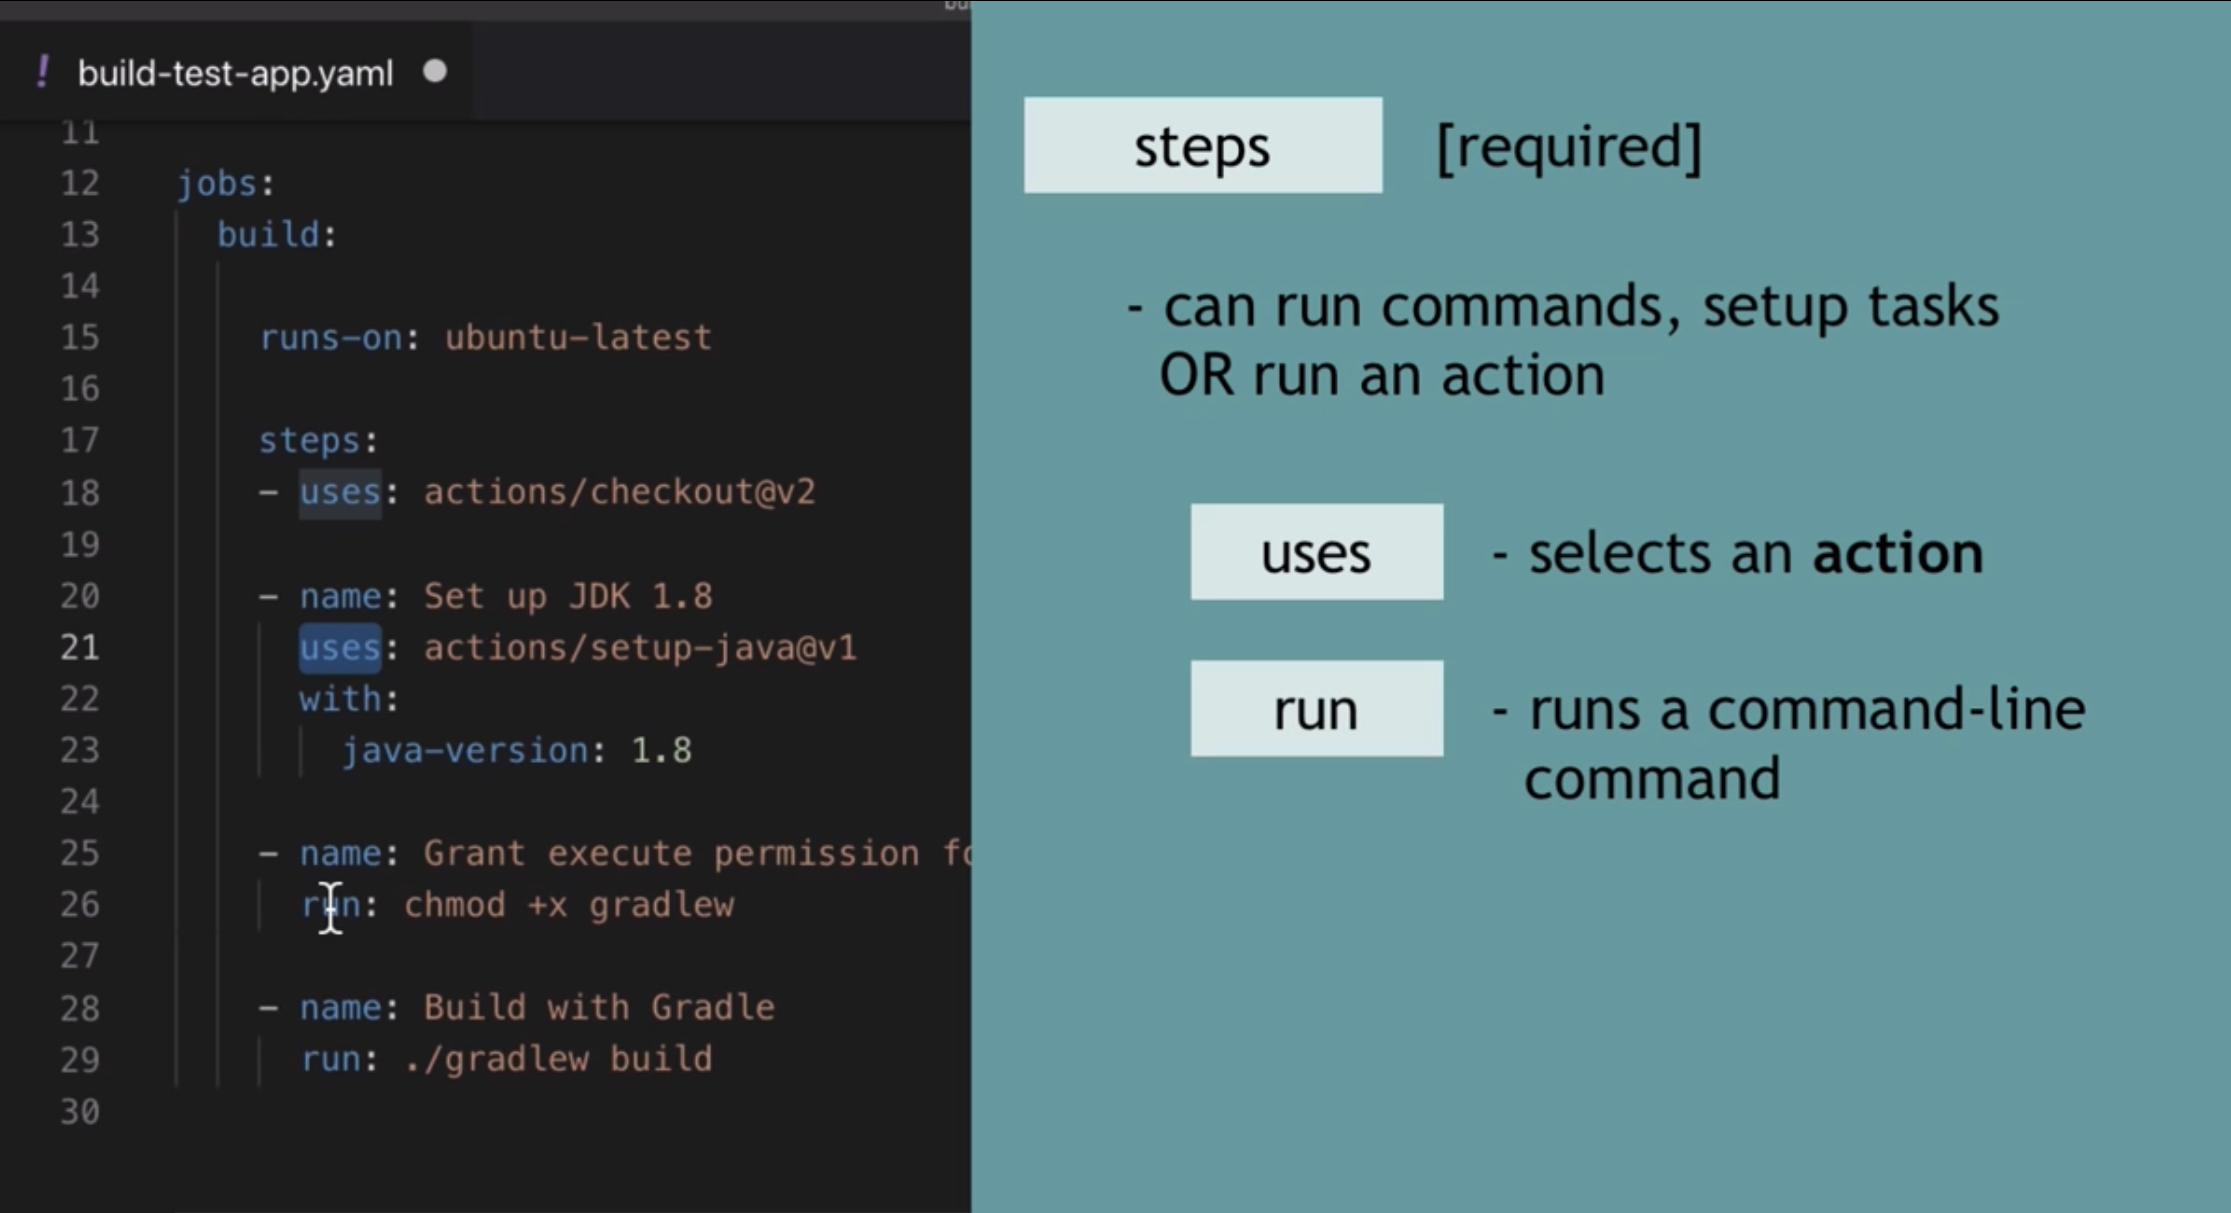 ! build-test-app.yaml
11
12 jobs:
13 build:
14
15 runs-on: ubuntu-latest
16
17 steps:
18 - uses: actions/checkout@v2
19
20 - name: Set up JDK 1.8
21 uses: actions/setup-java@v1
22 with:
23 java-version: 1.8
24
25 - name: Grant execute permission
26 run: chmod +x gradlew
27
28 - name: Build with Gradle
29 run: ./gradlew build
30
steps [required]
- can run commands, setup tasks
OR run an action
uses - selects an action
run - runs a command-line
command